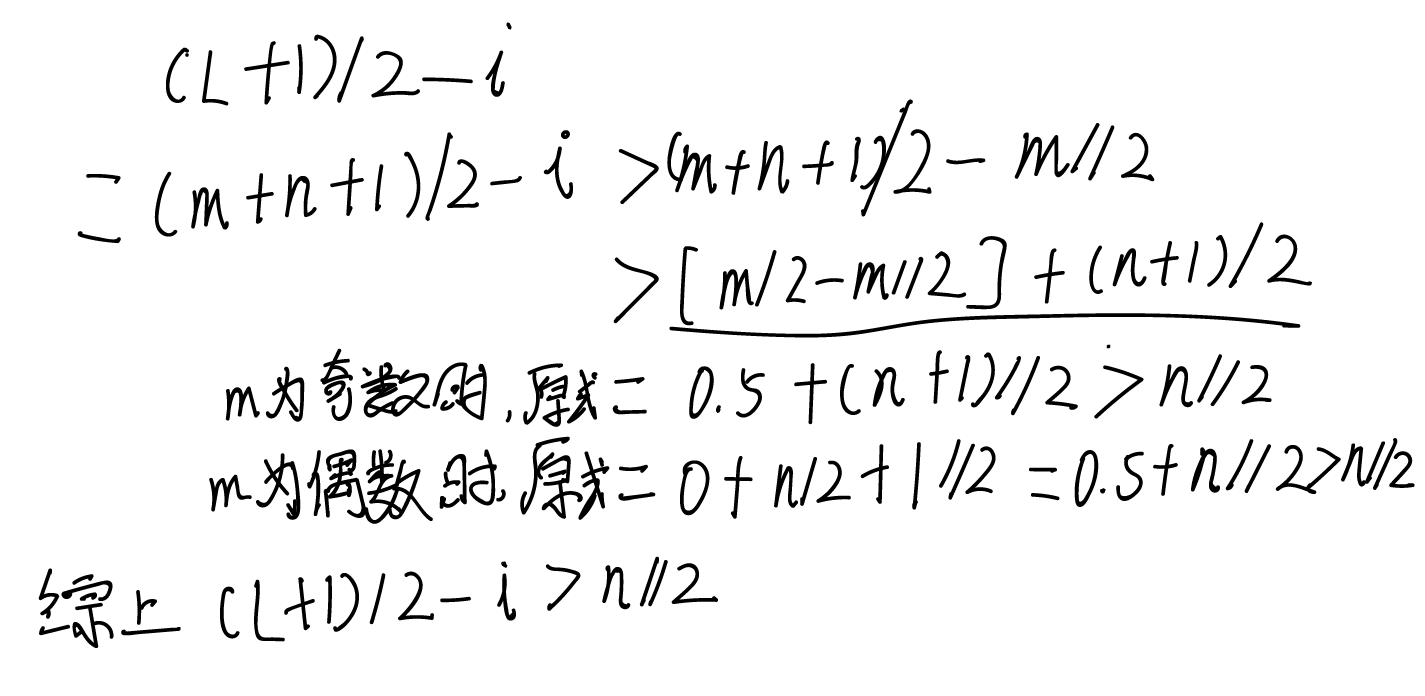 (L+1)/2-i
=(m+n+1)/2-i >(m+n+1)/2-m//2
>[m/2-m//2]+(n+1)/2
m为奇数时,原式=0.5+(n+1)//2>n//2
m为偶数时,原式=0+n/2+1//2=0.5+n//2>n//2
综上 (L+1)/2-i>n//2